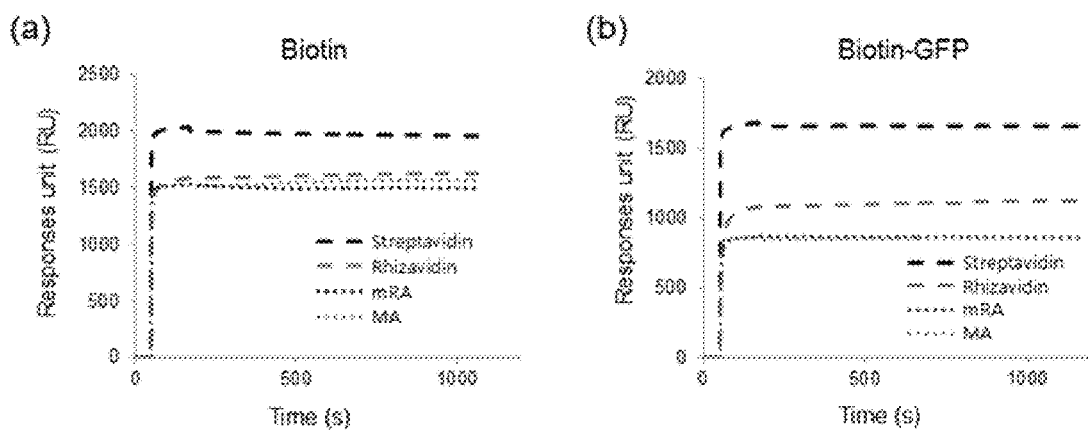 (a)
Biotin
Responses unit (RU)
2500
2000
1500
1000
500
0
Streptavidin
Rhizavidin
mRA
MA
0
500
1000
Time (s)
(b)
Biotin-GFP
Responses unit (RU)
2000
1500
1000
500
0
Streptavidin
Rhizavidin
mRA
MA
0
500
1000
Time (s)